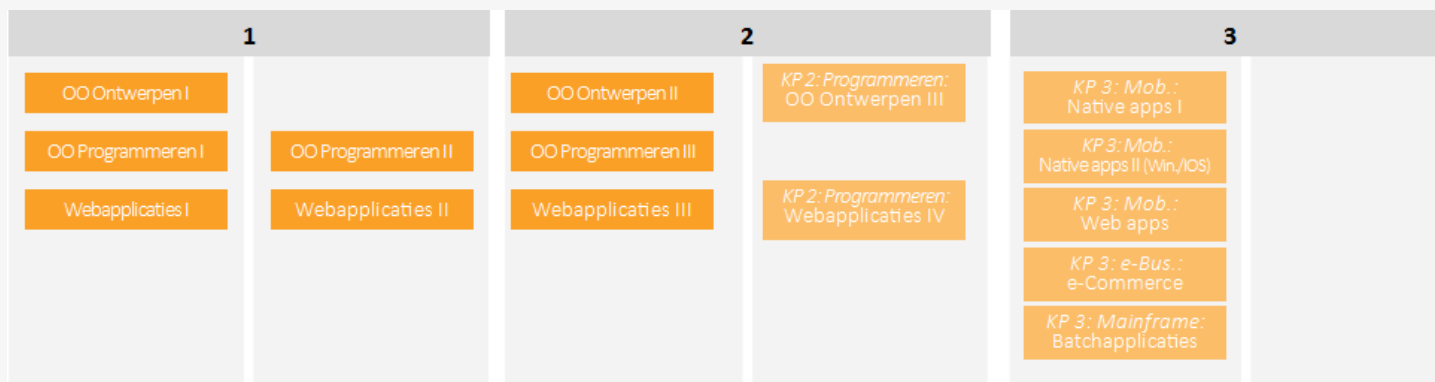 1
2
3
OO Ontwerpen I
OO Programmeren I
Webapplicaties I
OO Programmeren II
Webapplicaties II
OO Ontwerpen II
OO Programmeren III
Webapplicaties III
KP 2: Programmeren:
OO Ontwerpen III
KP 2: Programmeren:
Webapplicaties IV
KP 3: Mob.:
Native apps I
KP 3: Mob.:
Native apps II (Win./IOS)
KP 3: Mob.:
Web apps
KP 3: e-Bus.:
e-Commerce
KP 3: Mainframe:
Batchapplicaties